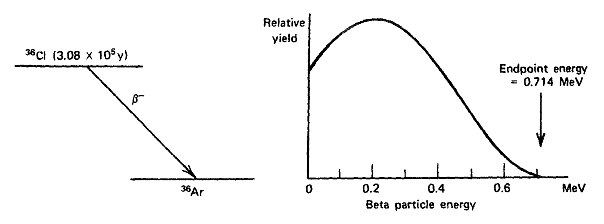 ³⁶Cl (3.08 × 10⁵y)
β⁻
³⁶Ar
Relative
yield
Endpoint energy
= 0.714 MeV
0
0.2
0.4
0.6
MeV
Beta particle energy